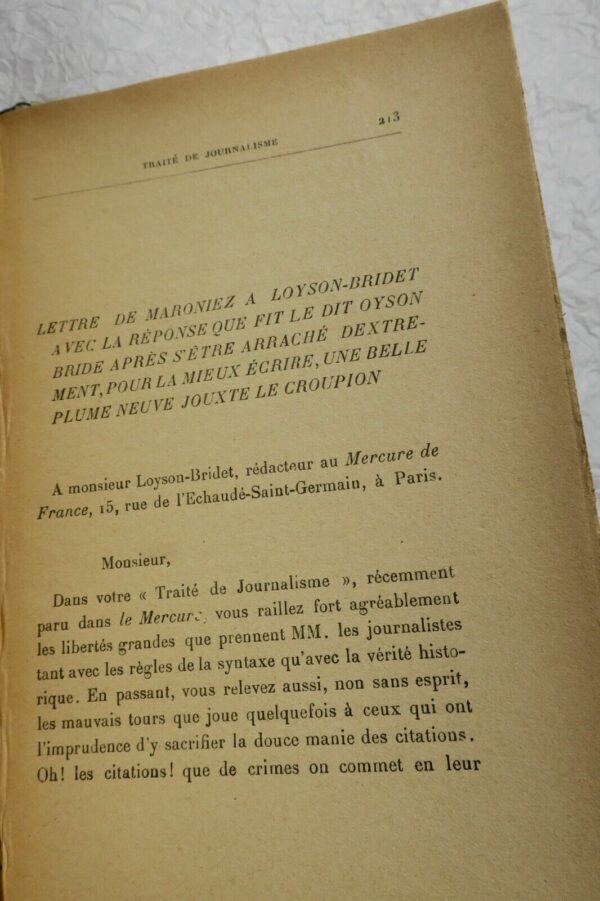 213
TRAITÉ DE JOURNALISME
LETTRE DE MARONIEZ A LOYSON-BRIDET
AVEC LA RÉPONSE QUE FIT LE DIT OYSON
BRIDE APRÈS S'ÊTRE ARRACHÉ DEXTRE-
MENT, POUR LA MIEUX ÉCRIRE, UNE BELLE
PLUME NEUVE JOUXTE LE CROUPION
A monsieur Loyson-Bridet, rédacteur au Mercure de
France, 15, rue de l'Echaudé-Saint-Germain, à Paris.
Monsieur,
Dans votre « Traité de Journalisme », récemment
paru dans le Mercure, vous raillez fort agréablement
les libertés grandes que prennent MM. les journalistes
tant avec les règles de la syntaxe qu'avec la vérité histo-
rique. En passant, vous relevez aussi, non sans esprit,
les mauvais tours que joue quelquefois à ceux qui ont
l'imprudence d'y sacrifier la douce manie des citations.
Oh! les citations! que de crimes on commet en leur